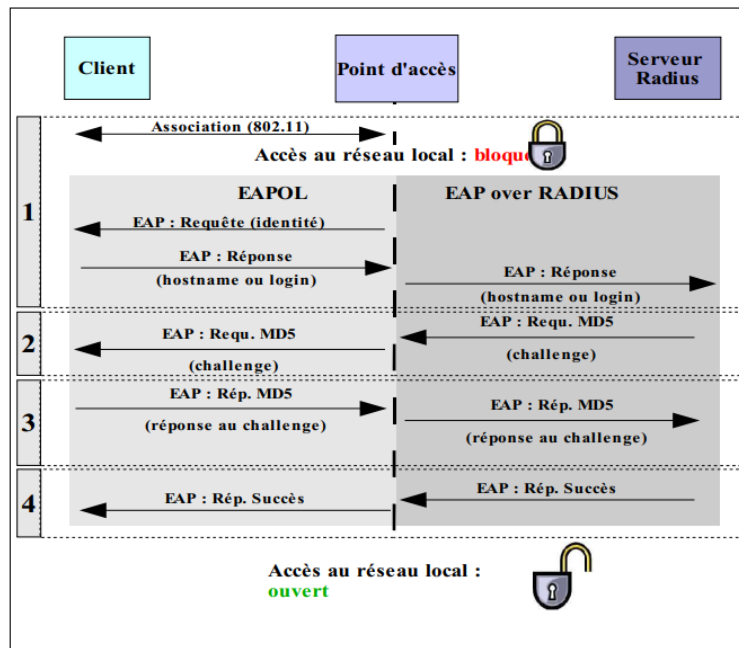 Client
Point d'accès
Serveur
Radius
Association (802.11)
Accès au réseau local : bloqu
1
EAPOL
EAP over RADIUS
EAP : Requête (identité)
EAP : Réponse
(hostname ou login)
EAP : Réponse
(hostname ou login)
2
EAP : Requ. MD5
(challenge)
EAP : Requ. MD5
(challenge)
3
EAP : Rép. MD5
(réponse au challenge)
EAP : Rép. MD5
(réponse au challenge)
4
EAP : Rép. Succès
EAP : Rép. Succès
Accès au réseau local :
ouvert